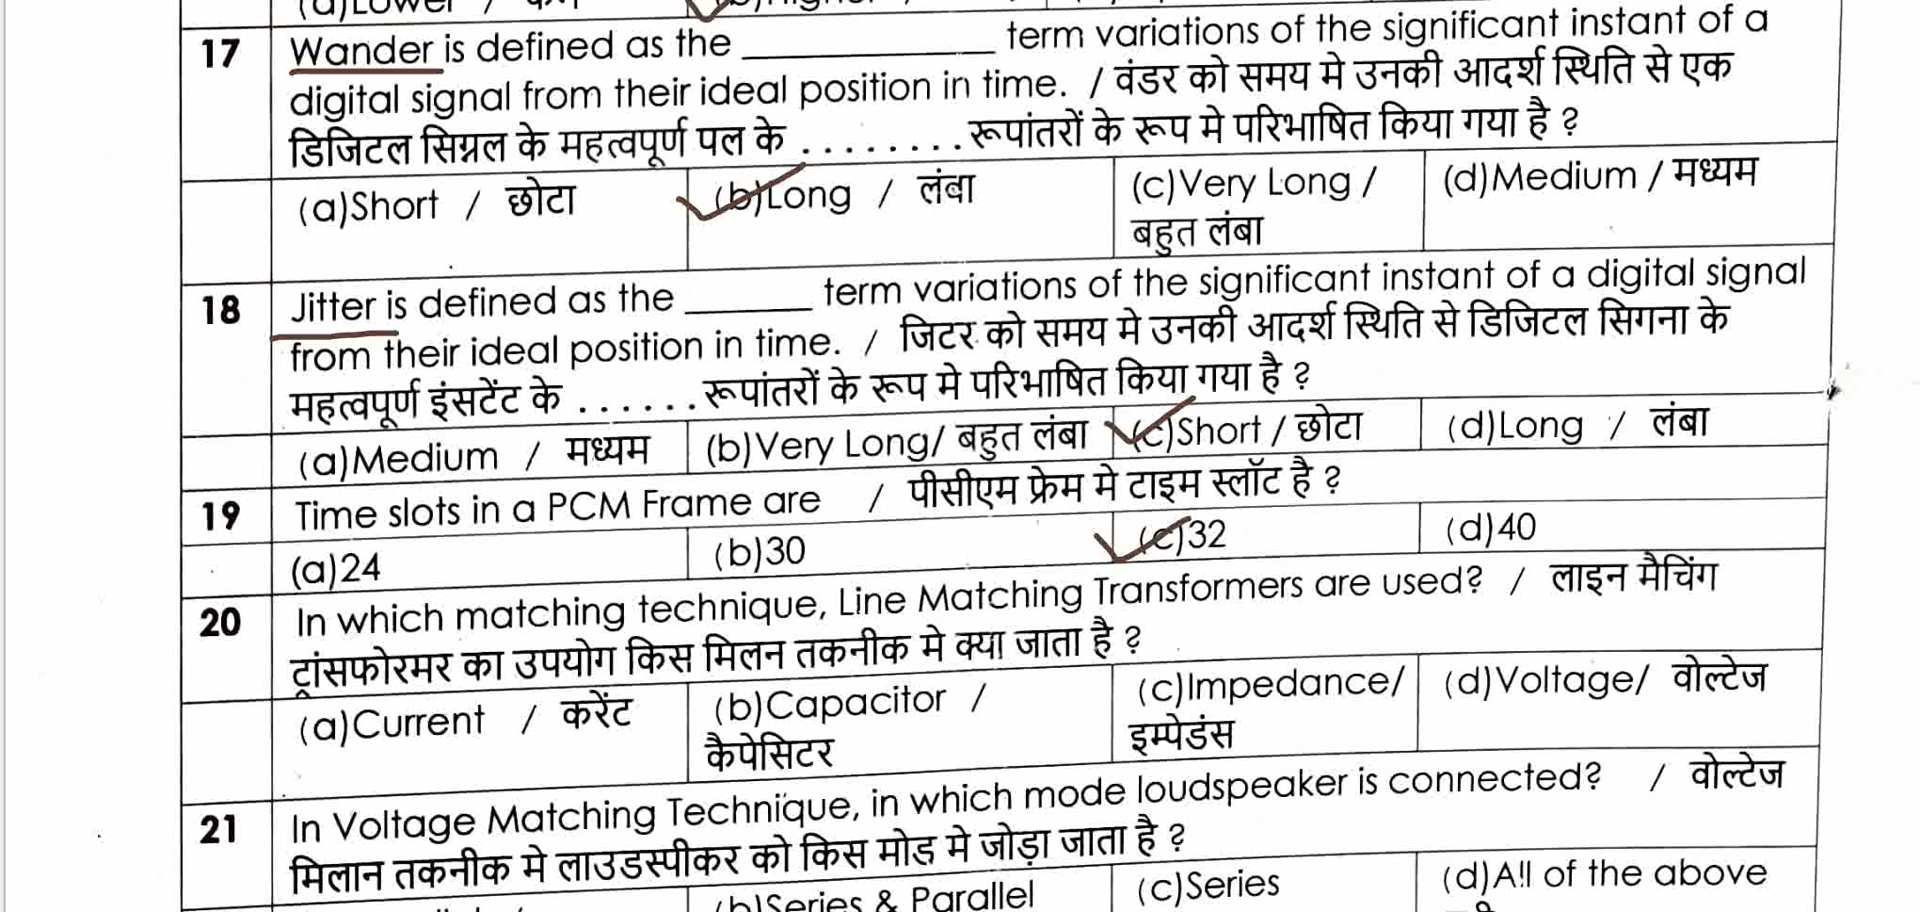 17 Wander is defined as the ____________ term variations of the significant instant of a
digital signal from their ideal position in time. / वंडर को समय मे उनकी आदर्श स्थिति से एक
डिजिटल सिग्नल के महत्वपूर्ण पल के . . . . . . . . रूपांतरों के रूप मे परिभाषित किया गया है ?
(a)Short / छोटा (b)Long / लंबा (c)Very Long / (d)Medium / मध्यम
बहुत लंबा
18 Jitter is defined as the ______ term variations of the significant instant of a digital signal
from their ideal position in time. / जिटर को समय मे उनकी आदर्श स्थिति से डिजिटल सिगना के
महत्वपूर्ण इंसटेंट के . . . . . . रूपांतरों के रूप मे परिभाषित किया गया है ?
(a)Medium / मध्यम (b)Very Long/ बहुत लंबा (c)Short / छोटा (d)Long / लंबा
19 Time slots in a PCM Frame are / पीसीएम फ्रेम मे टाइम स्लॉट है ?
(a)24 (b)30 (c)32 (d)40
20 In which matching technique, Line Matching Transformers are used? / लाइन मैचिंग
ट्रांसफोरमर का उपयोग किस मिलन तकनीक मे क्या जाता है ?
(a)Current / करेंट (b)Capacitor / (c)Impedance/ (d)Voltage/ वोल्टेज
कैपेसिटर इम्पेडंस
21 In Voltage Matching Technique, in which mode loudspeaker is connected? / वोल्टेज
मिलान तकनीक मे लाउडस्पीकर को किस मोड मे जोड़ा जाता है ?
(b)Series & Parallel (c)Series (d)All of the above